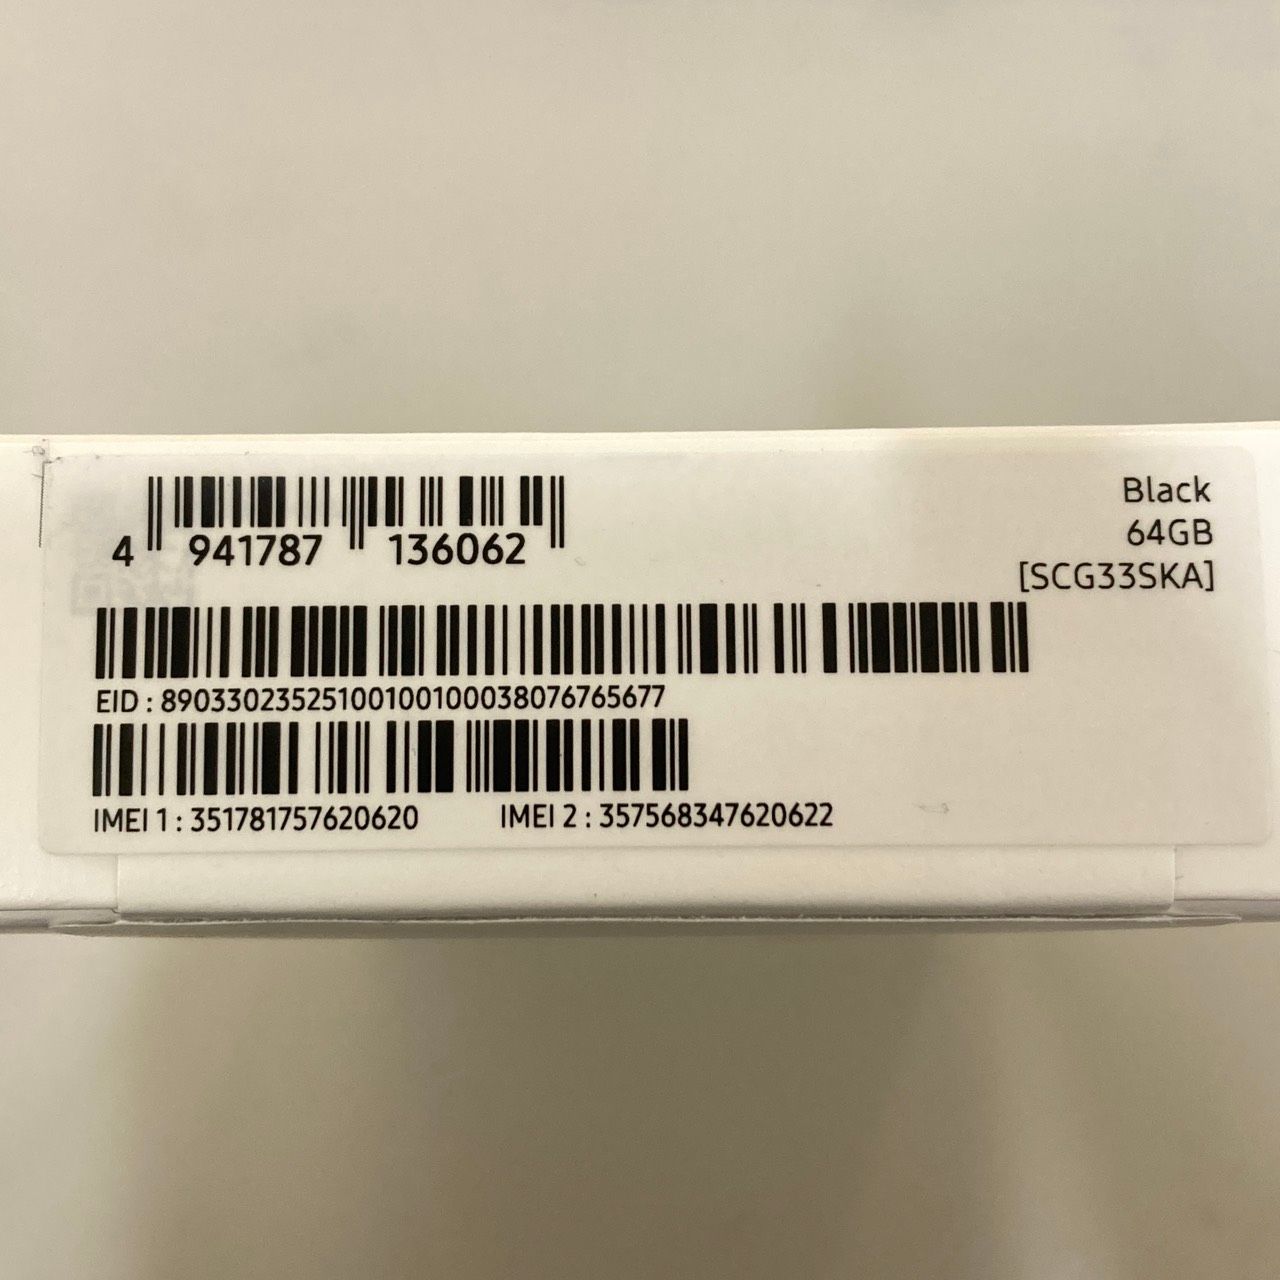 Black
64GB
[SCG33SKA]
4 941787 136062
EID : 89033023525100100100038076765677
IMEI 1 : 351781757620620 IMEI 2 : 357568347620622